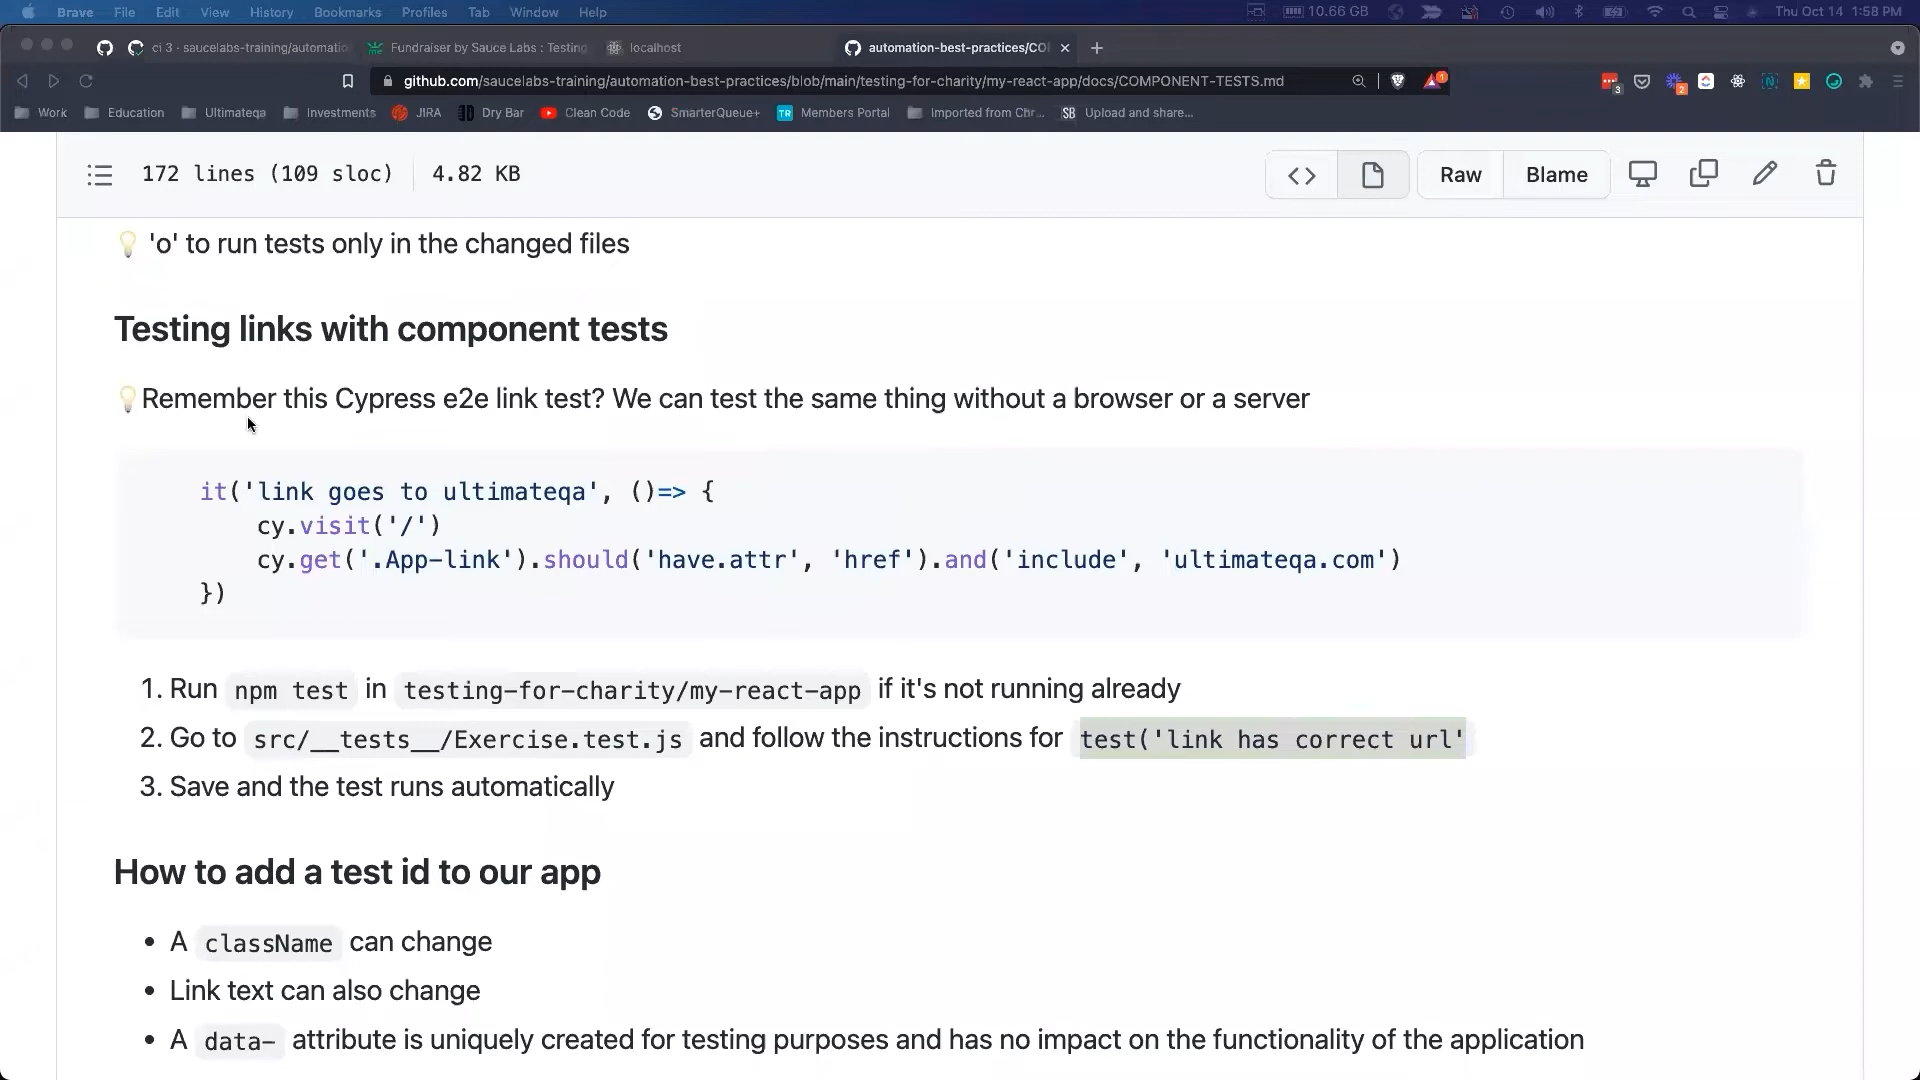 Brave File Edit View History Bookmarks Profiles Tab Window Help 10.66 GB Thu Oct 14 1:58 PM
ci 3 · saucelabs-training/automatio Fundraiser by Sauce Labs : Testing localhost automation-best-practices/CO
github.com/saucelabs-training/automation-best-practices/blob/main/testing-for-charity/my-react-app/docs/COMPONENT-TESTS.md
Work Education Ultimateqa Investments JIRA Dry Bar Clean Code SmarterQueue+ TR Members Portal Imported from Chr... SB Upload and share...
172 lines (109 sloc) 4.82 KB <> Raw Blame
'o' to run tests only in the changed files
Testing links with component tests
Remember this Cypress e2e link test? We can test the same thing without a browser or a server
it('link goes to ultimateqa', ()=> {
cy.visit('/')
cy.get('.App-link').should('have.attr', 'href').and('include', 'ultimateqa.com')
})
1. Run npm test in testing-for-charity/my-react-app if it's not running already
2. Go to src/__tests__/Exercise.test.js and follow the instructions for test('link has correct url'
3. Save and the test runs automatically
How to add a test id to our app
• A className can change
• Link text can also change
• A data- attribute is uniquely created for testing purposes and has no impact on the functionality of the application